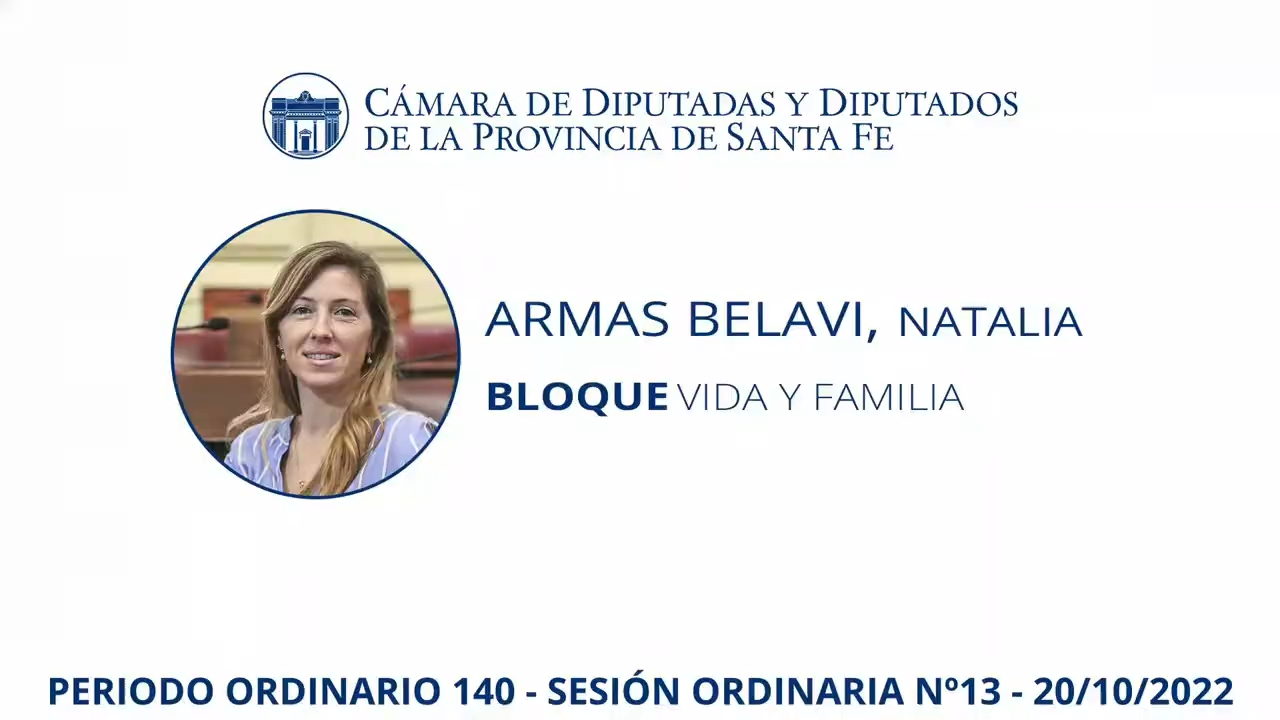 CÁMARA DE DIPUTADAS Y DIPUTADOS
DE LA PROVINCIA DE SANTA FE
ARMAS BELAVI, NATALIA
BLOQUE VIDA Y FAMILIA
PERIODO ORDINARIO 140 - SESIÓN ORDINARIA Nº13 - 20/10/2022